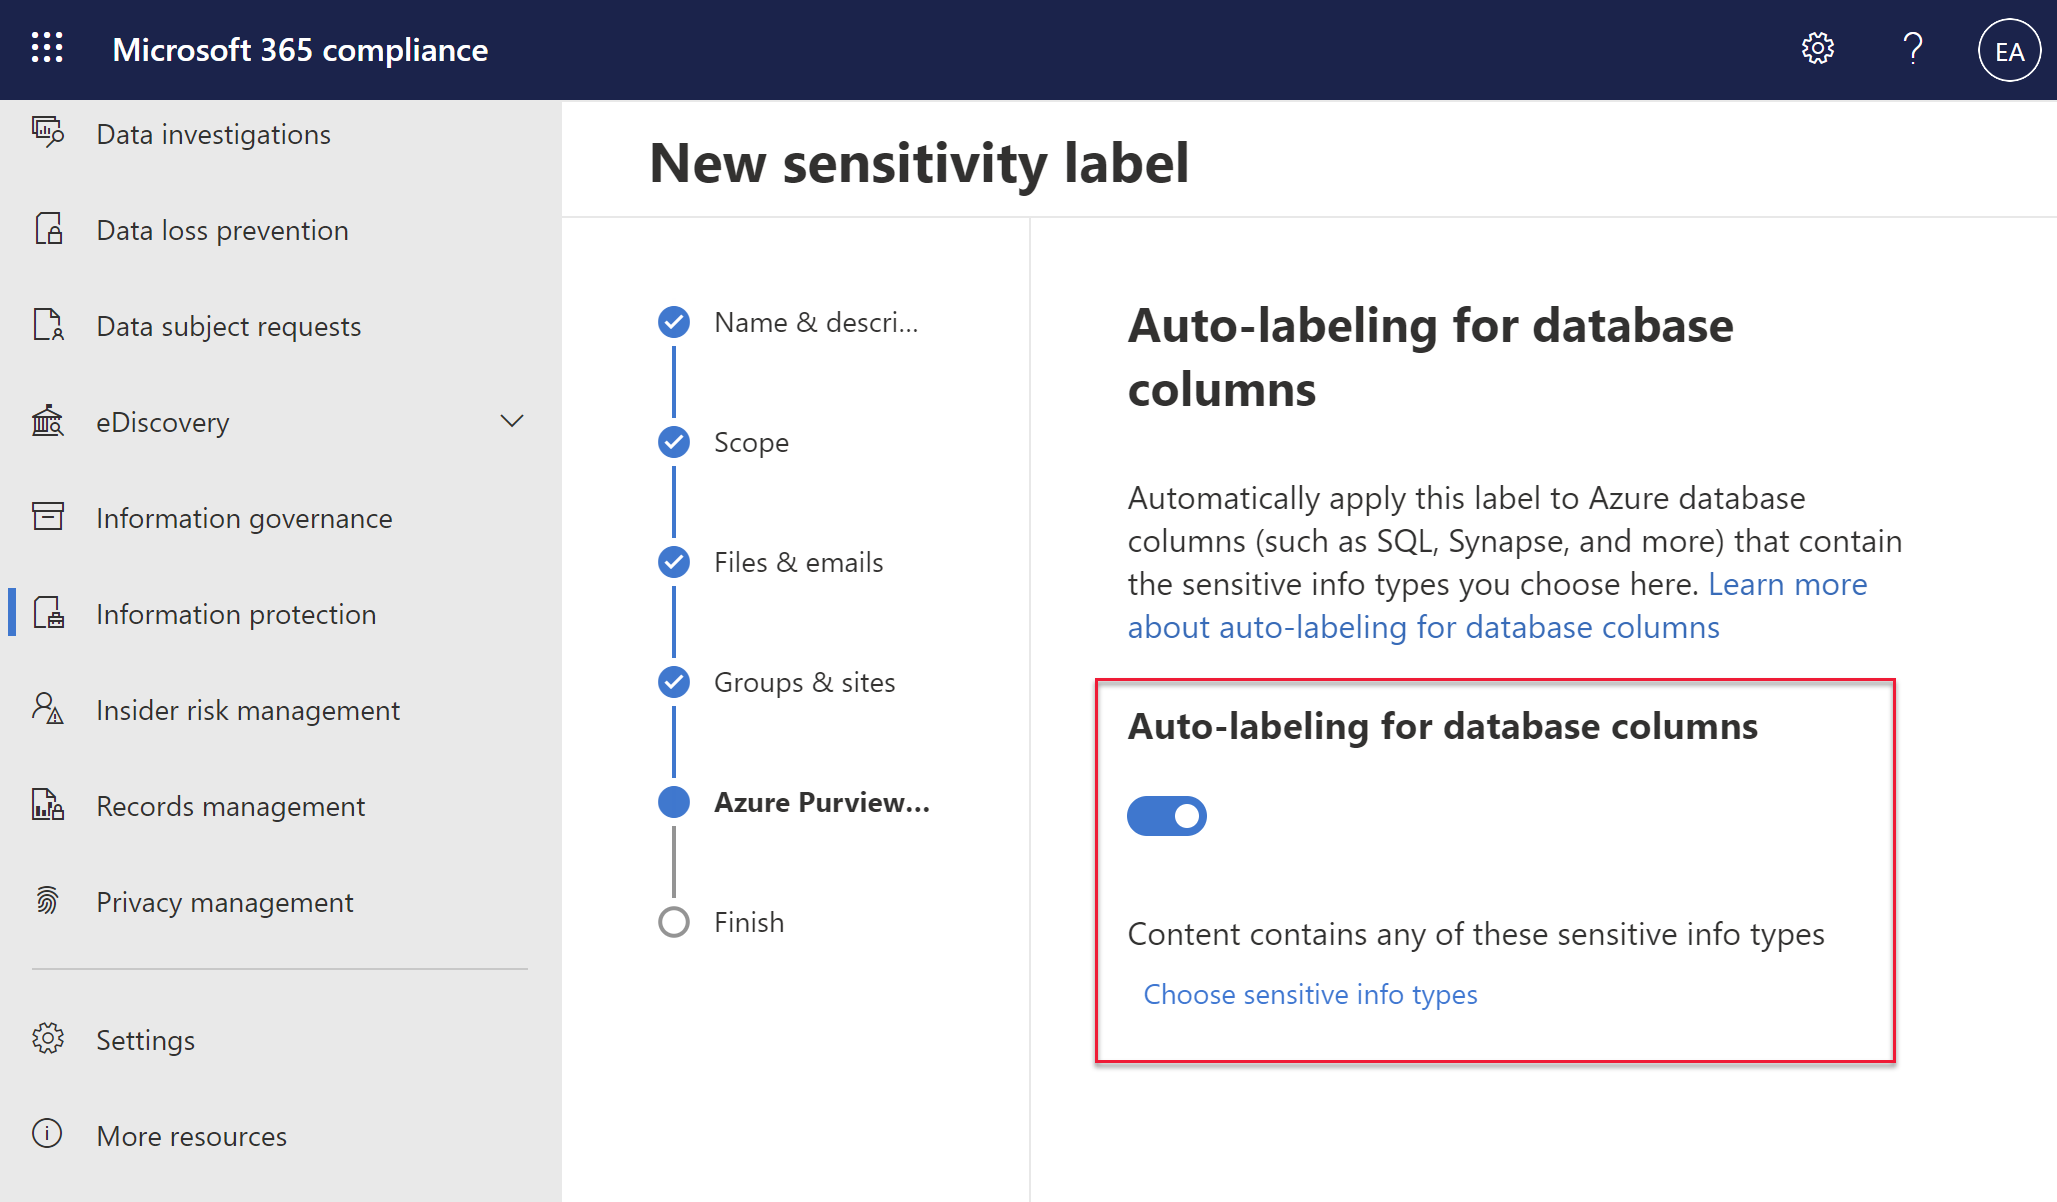 Microsoft 365 compliance
?
EA
Data investigations
Data loss prevention
Data subject requests
eDiscovery
Information governance
Information protection
Insider risk management
Records management
Privacy management
Settings
More resources
New sensitivity label
Name & descri...
Scope
Files & emails
Groups & sites
Azure Purview...
Finish
Auto-labeling for database
columns
Automatically apply this label to Azure database
columns (such as SQL, Synapse, and more) that contain
the sensitive info types you choose here. Learn more
about auto-labeling for database columns
Auto-labeling for database columns
Content contains any of these sensitive info types
Choose sensitive info types